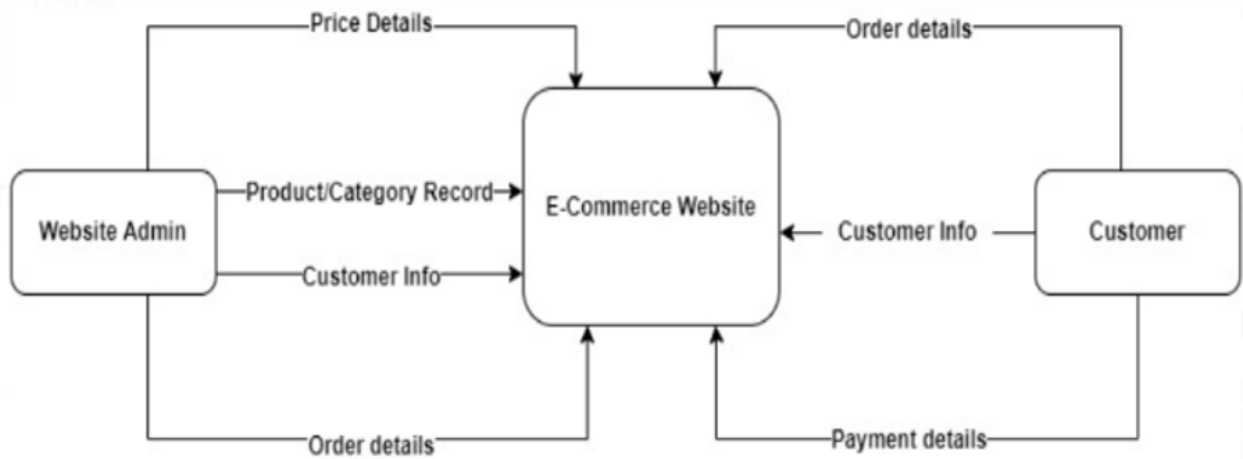 Price Details
Order details
Product/Category Record
E-Commerce Website
Website Admin
Customer Info
Customer
Customer Info
Order details
Payment details